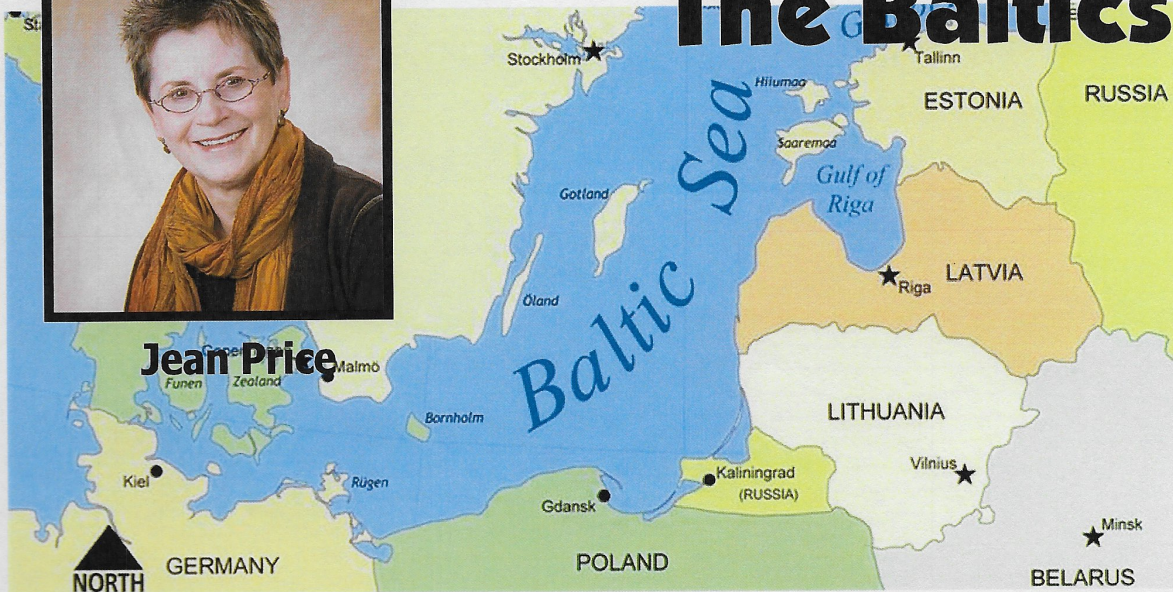 The Baltics
Stockholm
Tallinn
Hiiumaa
ESTONIA
RUSSIA
Saaremaa
Gulf of
Riga
Gotland
Baltic Sea
Riga
LATVIA
Öland
Jean Price
Malmö
Funen
Zealand
Bornholm
LITHUANIA
Kiel
Rügen
Vilnius
Kaliningrad
(RUSSIA)
Gdansk
Minsk
NORTH
GERMANY
POLAND
BELARUS